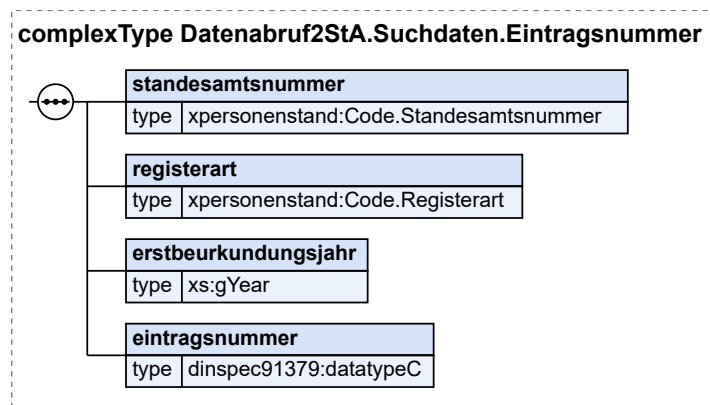 complexType Datenabruf2StA.Suchdaten.Eintragsnummer
standesamtsnummer
type xpersonenstand:Code.Standesamtsnummer
registerart
type xpersonenstand:Code.Registerart
erstbeurkundungsjahr
type xs:gYear
eintragsnummer
type dinspec91379:datatypeC